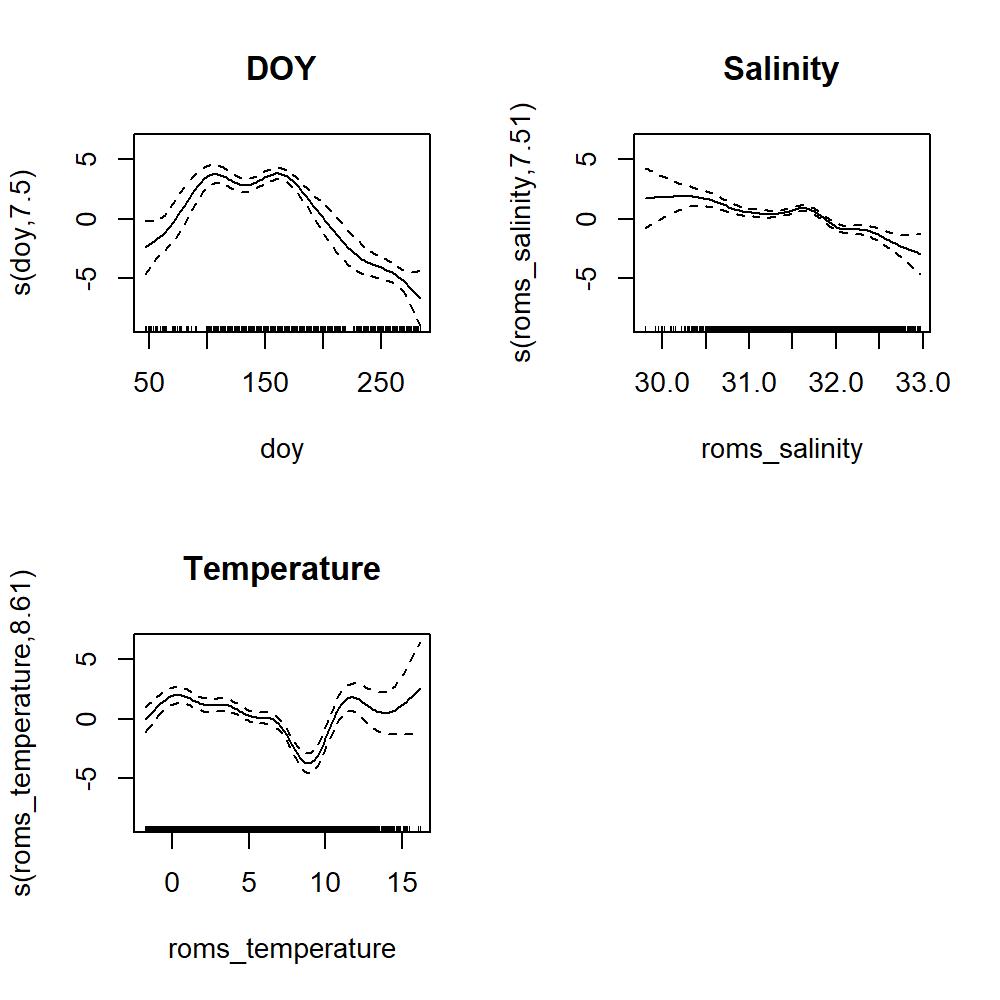 DOY
s(doy,7.5)
5
0
-5
50
150
250
doy
Salinity
s(roms_salinity,7.51)
5
0
-5
30.0
31.0
32.0
33.0
roms_salinity
Temperature
s(roms_temperature,8.61)
5
0
-5
0
5
10
15
roms_temperature